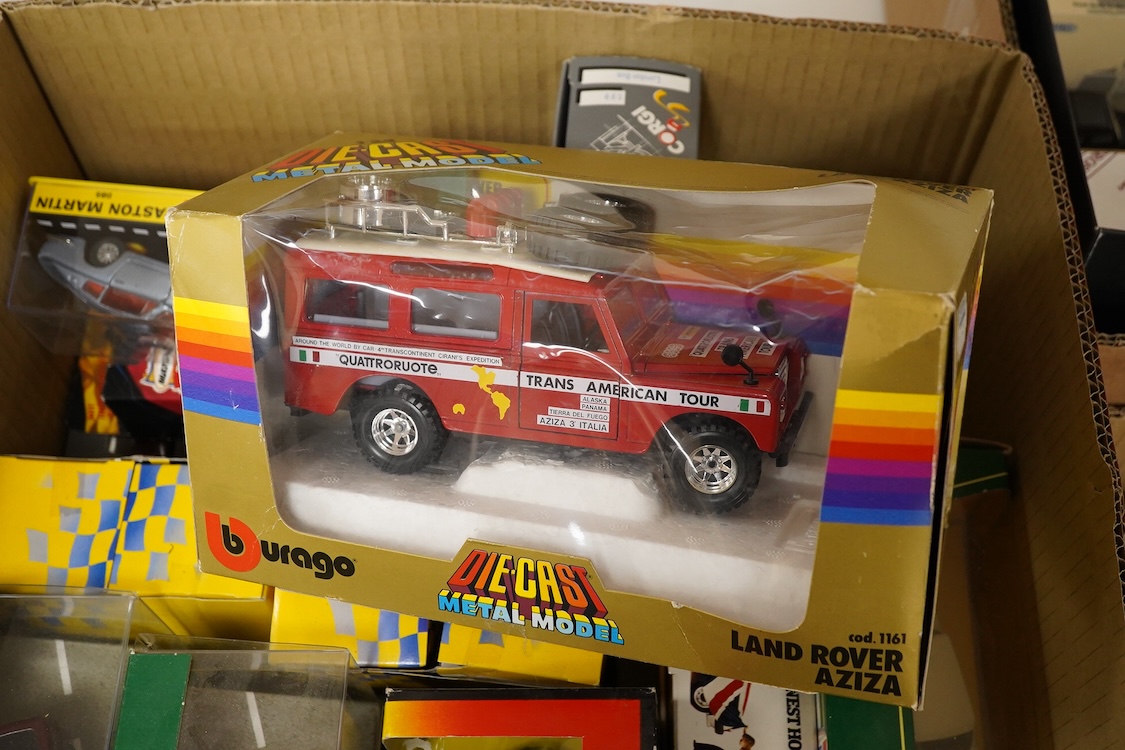 CORGI
DIE-CAST
METAL MODEL
ASTON MARTIN
DB5
AROUND THE WORLD BY CAR - 4° TRANSCONTINENT CIRANI'S EXPEDITION
"QUATTRORUOTE"
TRANS AMERICAN TOUR
ALASKA
PANAMA
TIERRA DEL FUEGO
AZIZA 3° ITALIA
burago
DIE-CAST
METAL MODEL
cod. 1161
LAND ROVER
AZIZA